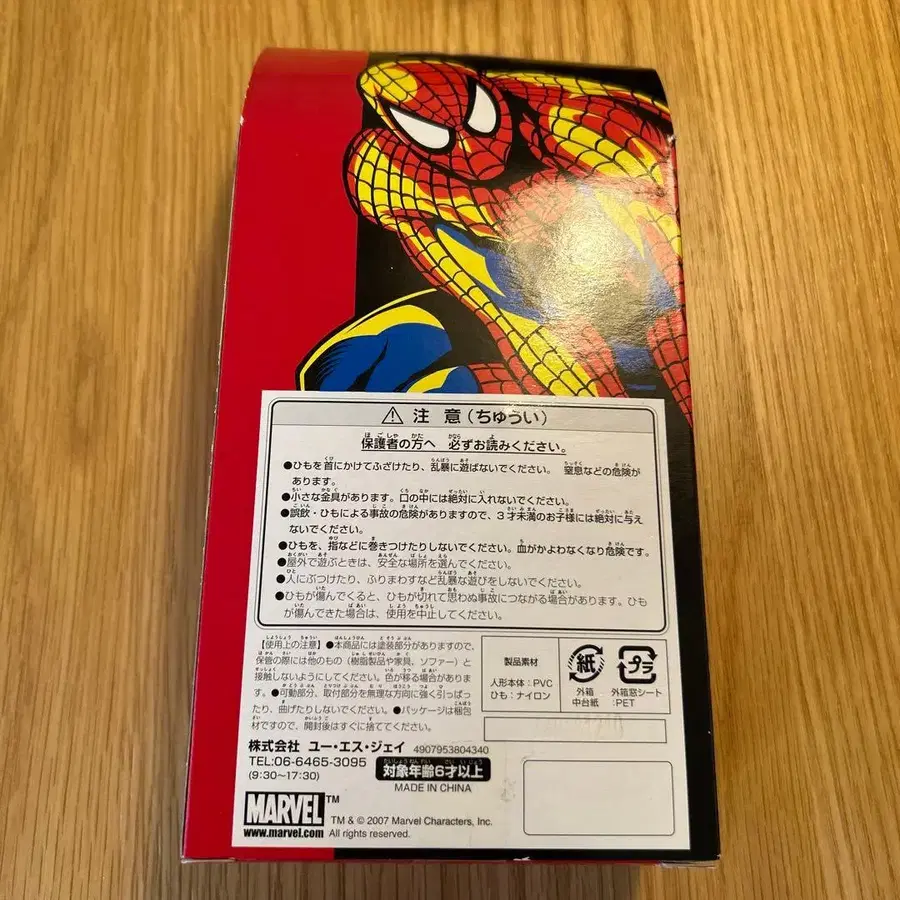 ⚠ 注 意（ちゅうい）
保護者の方へ 必ずお読みください。
●ひもを首にかけてふざけたり、乱暴に遊ばないでください。 窒息などの危険が
あります。
●小さな金具があります。口の中には絶対に入れないでください。
●誤飲・ひもによる事故の危険がありますので、3才未満のお子様には絶対に与え
ないでください。
●ひもを、指などに巻きつけたりしないでください。血がかよわなくなり危険です。
●屋外で遊ぶときは、安全な場所を選んでください。
●人にぶつけたり、ふりまわすなど乱暴な遊びをしないでください。
●ひもが傷んでくると、ひもが切れて思わぬ事故につながる場合があります。ひも
が傷んできた場合は、使用を中止してください。
【使用上の注意】●本商品には塗装部分がありますので、
保管の際には他のもの（樹脂製品や家具、ソファー）と
接触しないようにしてください。色が移る場合がありま
す。●可動部分、取付部分を無理な方向に強く引っぱっ
たり、曲げたりしないでください。●パッケージは梱包
材ですので、開封後はすぐに捨ててください。
製品素材
人形本体：PVC
ひも：ナイロン
紙
外箱
中台紙
プラ
外箱窓シート
：PET
株式会社 ユー・エス・ジェイ 4907953804340
TEL:06-6465-3095
(9:30〜17:30)
対象年齢6才以上
MADE IN CHINA
MARVEL TM
www.marvel.com
TM & © 2007 Marvel Characters, Inc.
All rights reserved.